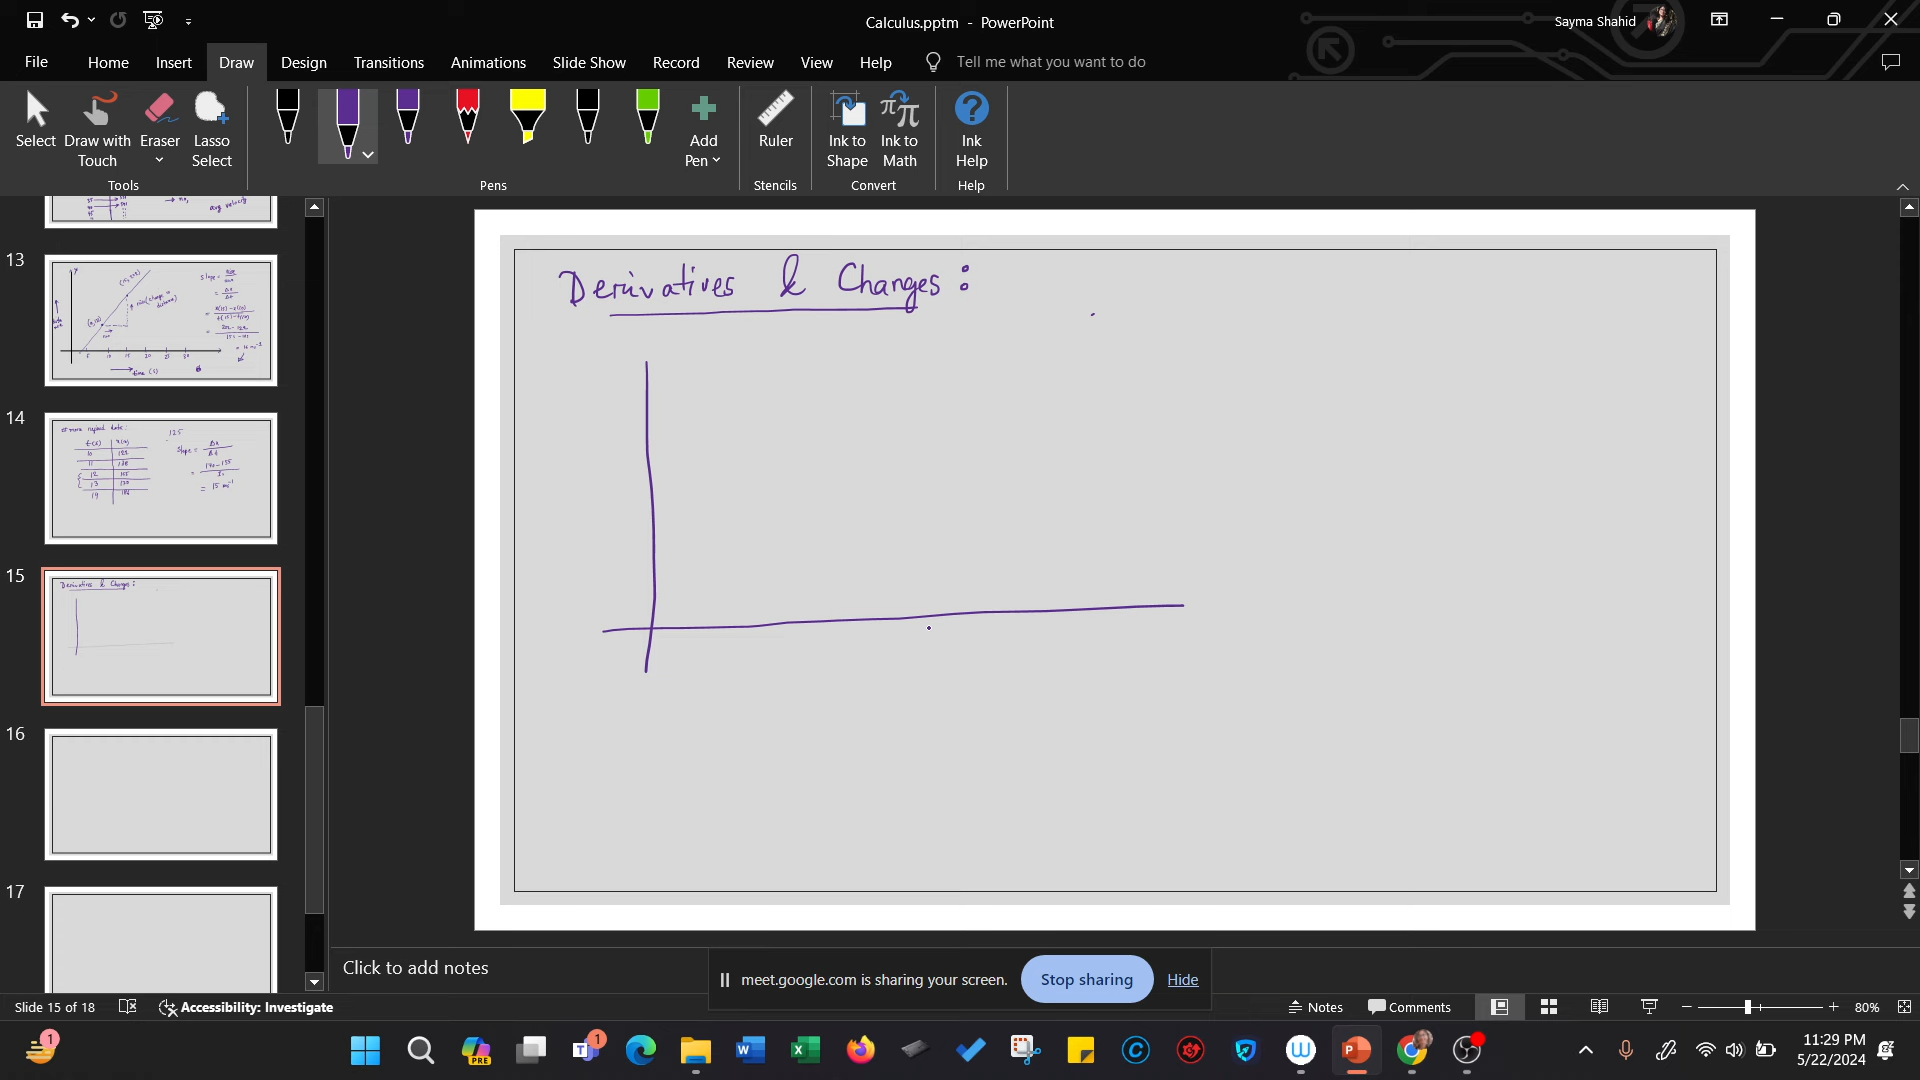 Calculus.pptm - PowerPoint
Sayma Shahid
File Home Insert Draw Design Transitions Animations Slide Show Record Review View Help Tell me what you want to do
Select
Draw with Touch
Eraser
Lasso Select
Add Pen
Ruler
Ink to Shape
Ink to Math
Ink Help
Tools Pens Stencils Convert Help
13
14
15
16
17
Derivatives & Changes:
Click to add notes
meet.google.com is sharing your screen. Stop sharing Hide
Slide 15 of 18 Accessibility: Investigate Notes Comments 80%
11:29 PM
5/22/2024